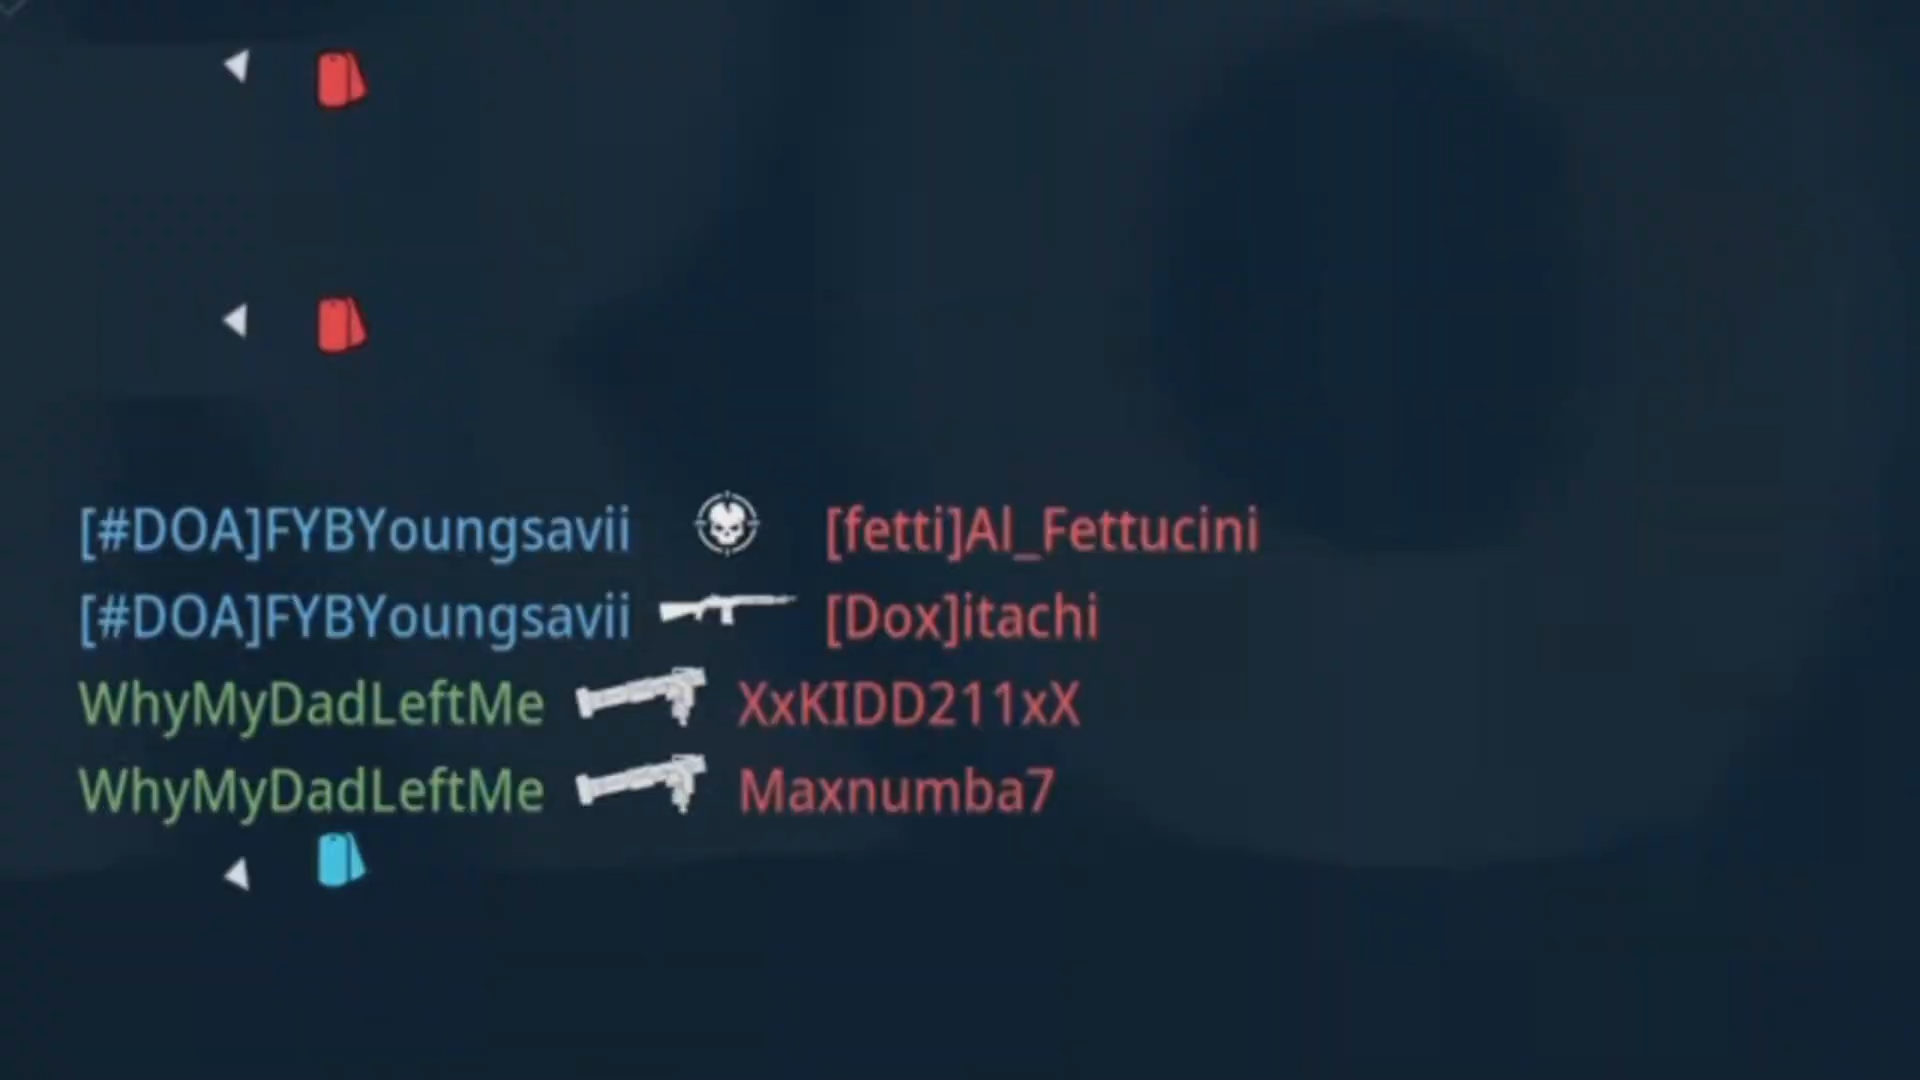 [#DOA]FYBYoungsavii [fetti]Al_Fettucini
[#DOA]FYBYoungsavii [Dox]itachi
WhyMyDadLeftMe XxKIDD211xX
WhyMyDadLeftMe Maxnumba7